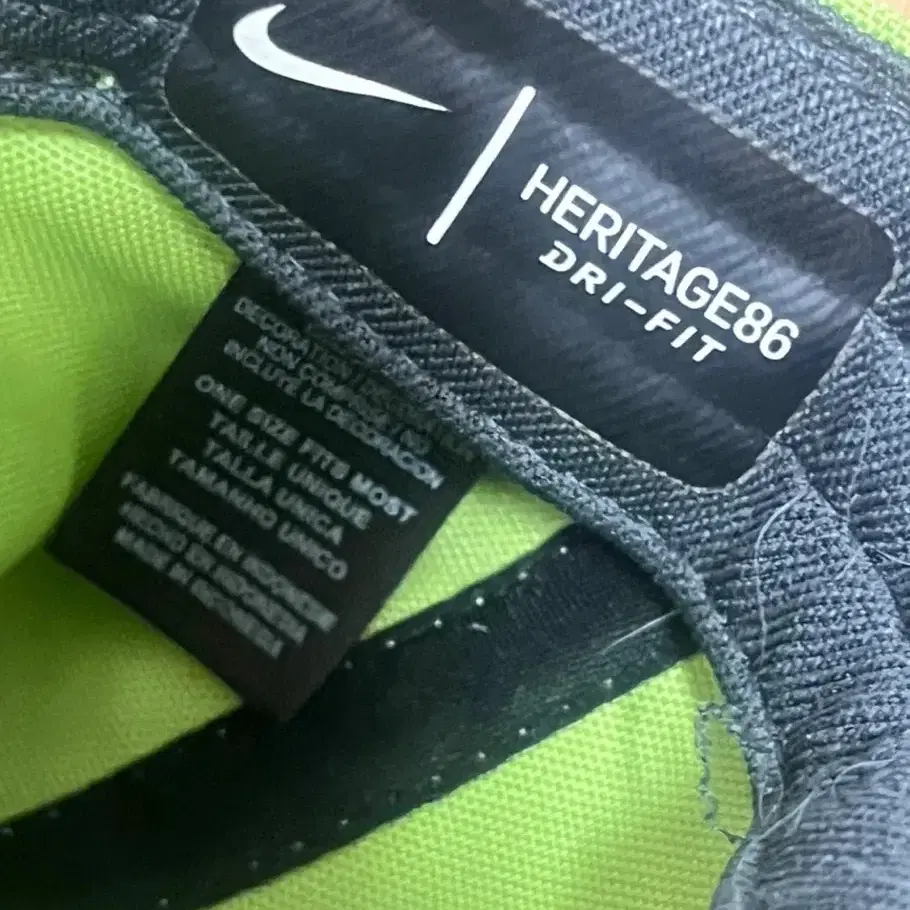 HERITAGE86
DRI-FIT
DECORATION
NON COMPRISE / NO
INCLUYE LA DECORACION
ONE SIZE FITS MOST
TAILLE UNIQUE
TALLA UNICA
TAMANHO UNICO
FABRIQUE EN INDONESIE
HECHO EN INDONESIA
MADE IN INDONESIA